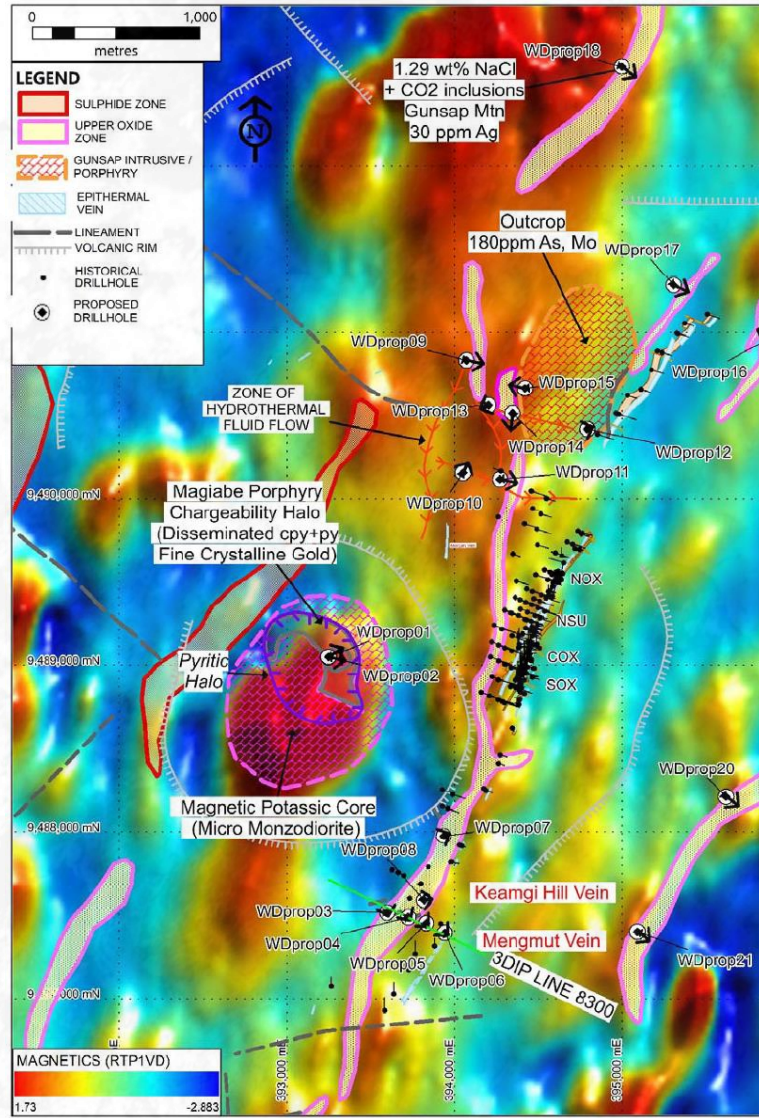 0 1,000
metres
LEGEND
SULPHIDE ZONE
UPPER OXIDE
ZONE
GUNSAP INTRUSIVE /
PORPHYRY
EPITHERMAL
VEIN
LINEAMENT
VOLCANIC RIM
HISTORICAL
DRILLHOLE
PROPOSED
DRILLHOLE
N
WDprop18
1.29 wt% NaCl
+ CO2 inclusions
Gunsap Mtn
30 ppm Ag
Outcrop
180ppm As, Mo
WDprop17
WDprop09
WDprop16
WDprop15
ZONE OF
HYDROTHERMAL
FLUID FLOW
WDprop13
WDprop14
WDprop12
WDprop11
WDprop10
9,490,000 mN
Magiabe Porphyry
Chargeability Halo
(Disseminated cpy+py
Fine Crystalline Gold)
NOX
NSU
COX
SOX
WDprop01
WDprop02
9,489,000 mN
Pyritic
Halo
Magnetic Potassic Core
(Micro Monzodiorite)
WDprop20
9,488,000 mN
WDprop07
WDprop08
Keamgi Hill Vein
WDprop03
WDprop04
Mengmut Vein
WDprop05
WDprop06
3DIP LINE 8300
WDprop21
393,000 mE
394,000 mE
395,000 mE
MAGNETICS (RTP1VD)
1.73 -2.883